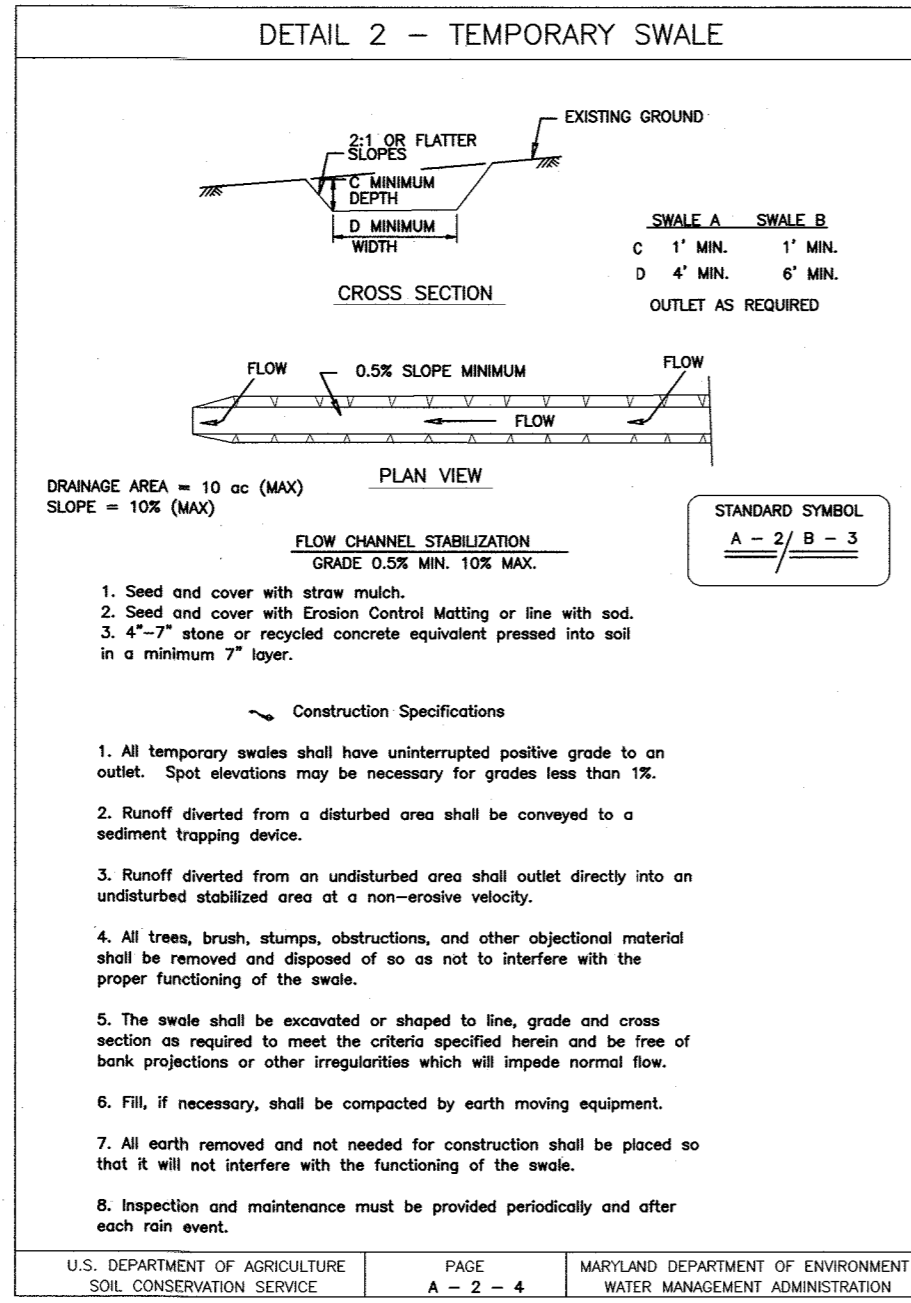 DETAIL 2 – TEMPORARY SWALE
EXISTING GROUND
2:1 OR FLATTER
SLOPES
C MINIMUM
DEPTH
D MINIMUM
WIDTH
CROSS SECTION
SWALE A SWALE B
C 1' MIN. 1' MIN.
D 4' MIN. 6' MIN.
OUTLET AS REQUIRED
FLOW
0.5% SLOPE MINIMUM
FLOW
FLOW
PLAN VIEW
DRAINAGE AREA = 10 ac (MAX)
SLOPE = 10% (MAX)
STANDARD SYMBOL
A – 2/ B – 3
FLOW CHANNEL STABILIZATION
GRADE 0.5% MIN. 10% MAX.
1. Seed and cover with straw mulch.
2. Seed and cover with Erosion Control Matting or line with sod.
3. 4"–7" stone or recycled concrete equivalent pressed into soil
in a minimum 7" layer.
Construction Specifications
1. All temporary swales shall have uninterrupted positive grade to an
outlet. Spot elevations may be necessary for grades less than 1%.
2. Runoff diverted from a disturbed area shall be conveyed to a
sediment trapping device.
3. Runoff diverted from an undisturbed area shall outlet directly into an
undisturbed stabilized area at a non–erosive velocity.
4. All trees, brush, stumps, obstructions, and other objectional material
shall be removed and disposed of so as not to interfere with the
proper functioning of the swale.
5. The swale shall be excavated or shaped to line, grade and cross
section as required to meet the criteria specified herein and be free of
bank projections or other irregularities which will impede normal flow.
6. Fill, if necessary, shall be compacted by earth moving equipment.
7. All earth removed and not needed for construction shall be placed so
that it will not interfere with the functioning of the swale.
8. Inspection and maintenance must be provided periodically and after
each rain event.
U.S. DEPARTMENT OF AGRICULTURE
SOIL CONSERVATION SERVICE
PAGE
A – 2 – 4
MARYLAND DEPARTMENT OF ENVIRONMENT
WATER MANAGEMENT ADMINISTRATION